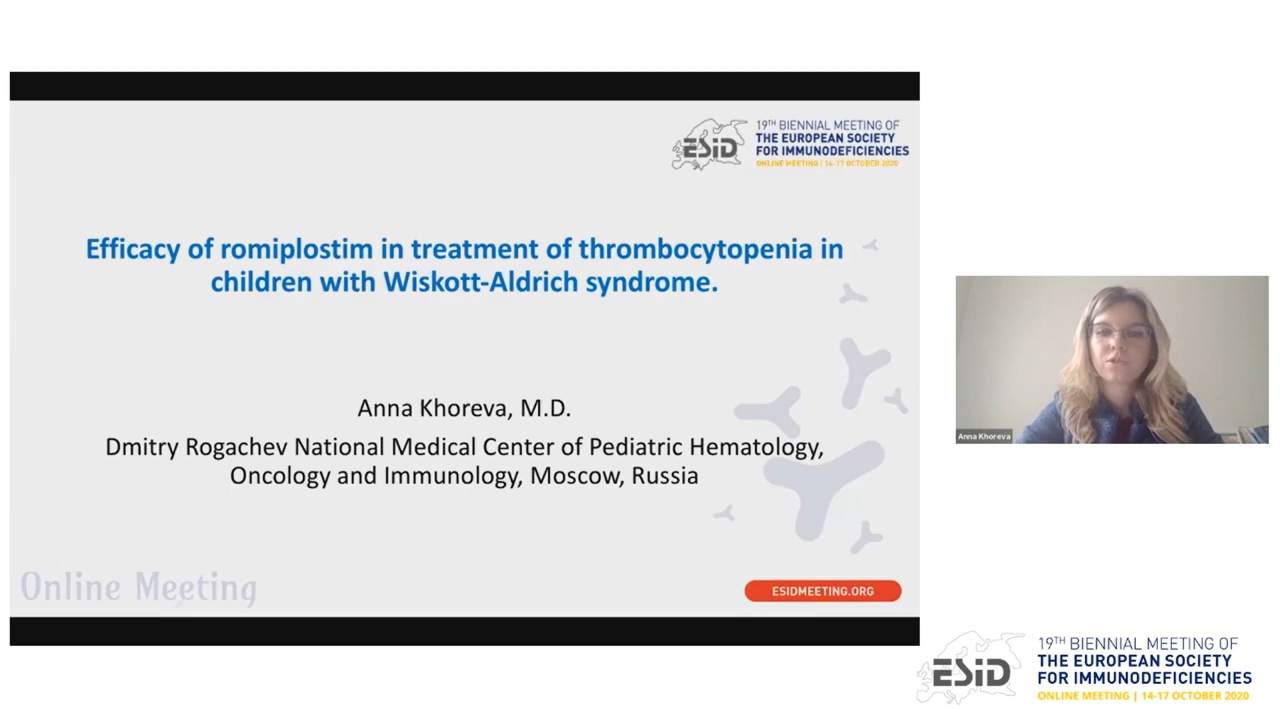 ESiD
19TH BIENNIAL MEETING OF
THE EUROPEAN SOCIETY
FOR IMMUNODEFICIENCIES
ONLINE MEETING | 14-17 OCTOBER 2020
Efficacy of romiplostim in treatment of thrombocytopenia in
children with Wiskott-Aldrich syndrome.
Anna Khoreva, M.D.
Dmitry Rogachev National Medical Center of Pediatric Hematology,
Oncology and Immunology, Moscow, Russia
Online Meeting
ESIDMEETING.ORG
Anna Khoreva
ESiD
19TH BIENNIAL MEETING OF
THE EUROPEAN SOCIETY
FOR IMMUNODEFICIENCIES
ONLINE MEETING | 14-17 OCTOBER 2020